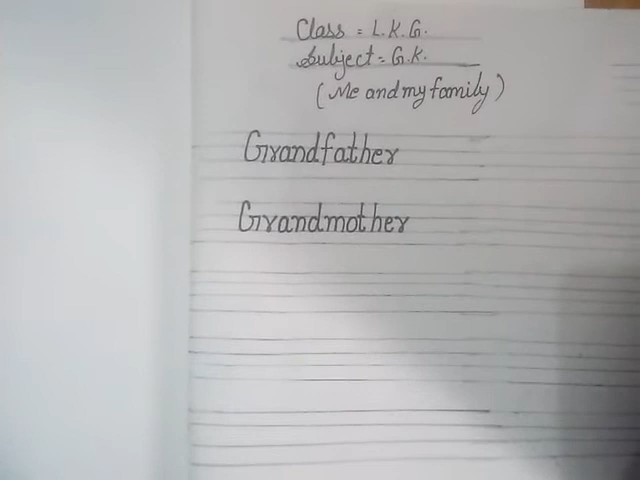 Class = L.K.G.
Subject = G.K.
(Me and my family)
Grandfather
Grandmother